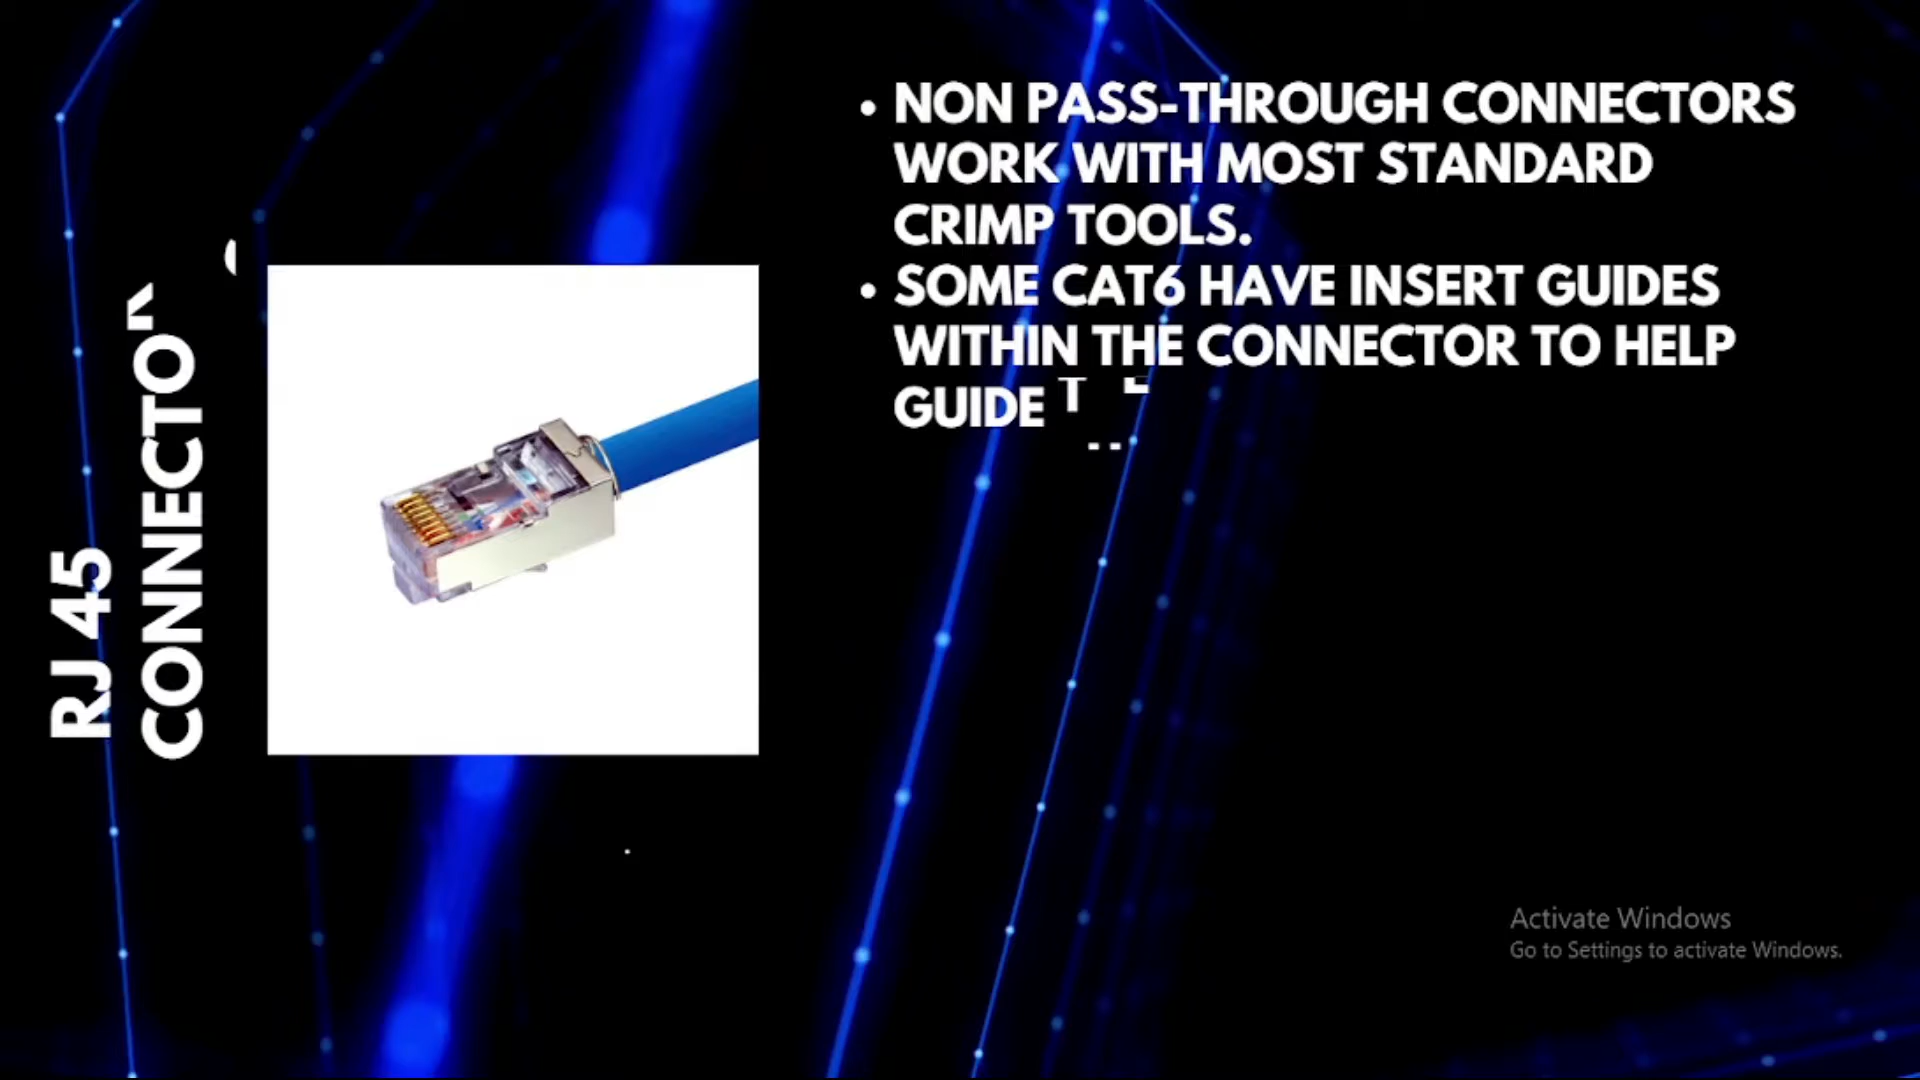 RJ 45
CONNECTO
• NON PASS-THROUGH CONNECTORS
WORK WITH MOST STANDARD
CRIMP TOOLS.
• SOME CAT6 HAVE INSERT GUIDES
WITHIN THE CONNECTOR TO HELP
GUIDE
Activate Windows
Go to Settings to activate Windows.